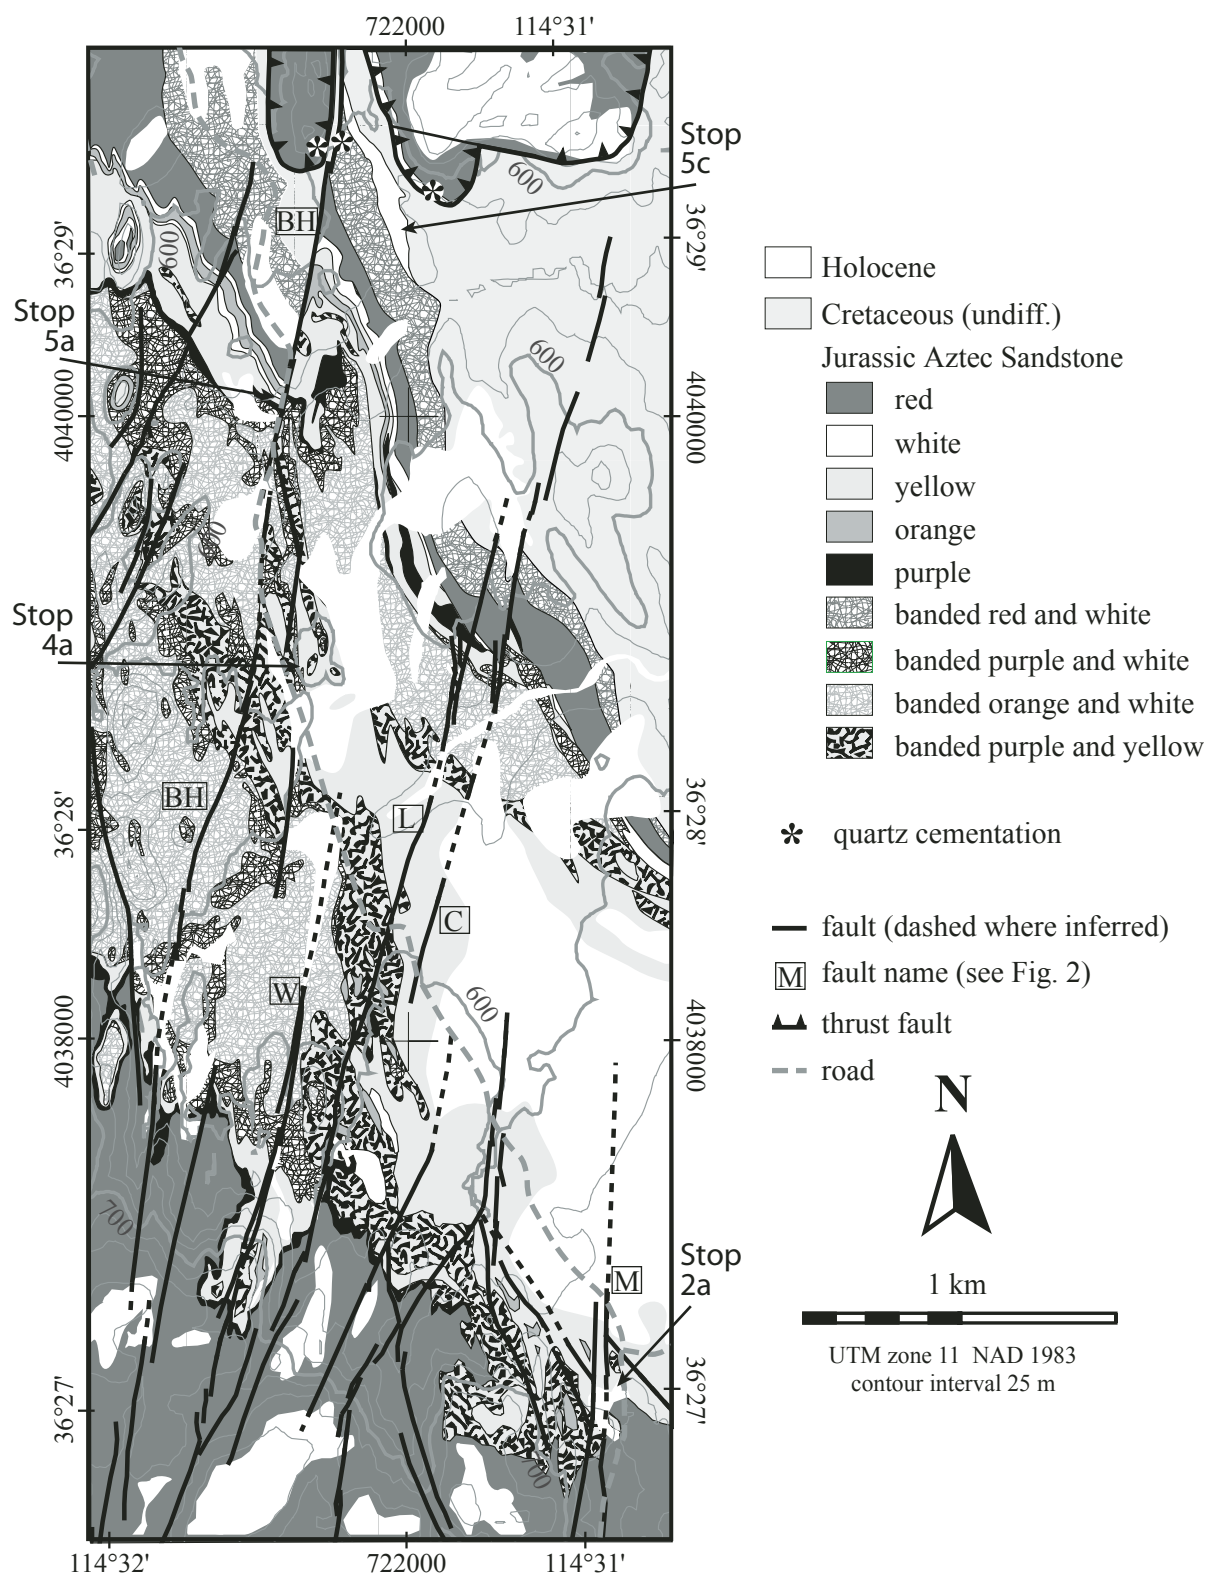 722000
114°31'
Stop
5c
600
BH
36°29'
36°29'
600
Stop
5a
600
4040000
4040000
Stop
4a
BH
L
36°28'
36°28'
C
W
600
4038000
4038000
700
M
Stop
2a
36°27'
36°27'
700
114°32'
722000
114°31'
Holocene
Cretaceous (undiff.)
Jurassic Aztec Sandstone
red
white
yellow
orange
purple
banded red and white
banded purple and white
banded orange and white
banded purple and yellow
quartz cementation
fault (dashed where inferred)
M fault name (see Fig. 2)
thrust fault
road
N
1 km
UTM zone 11 NAD 1983
contour interval 25 m